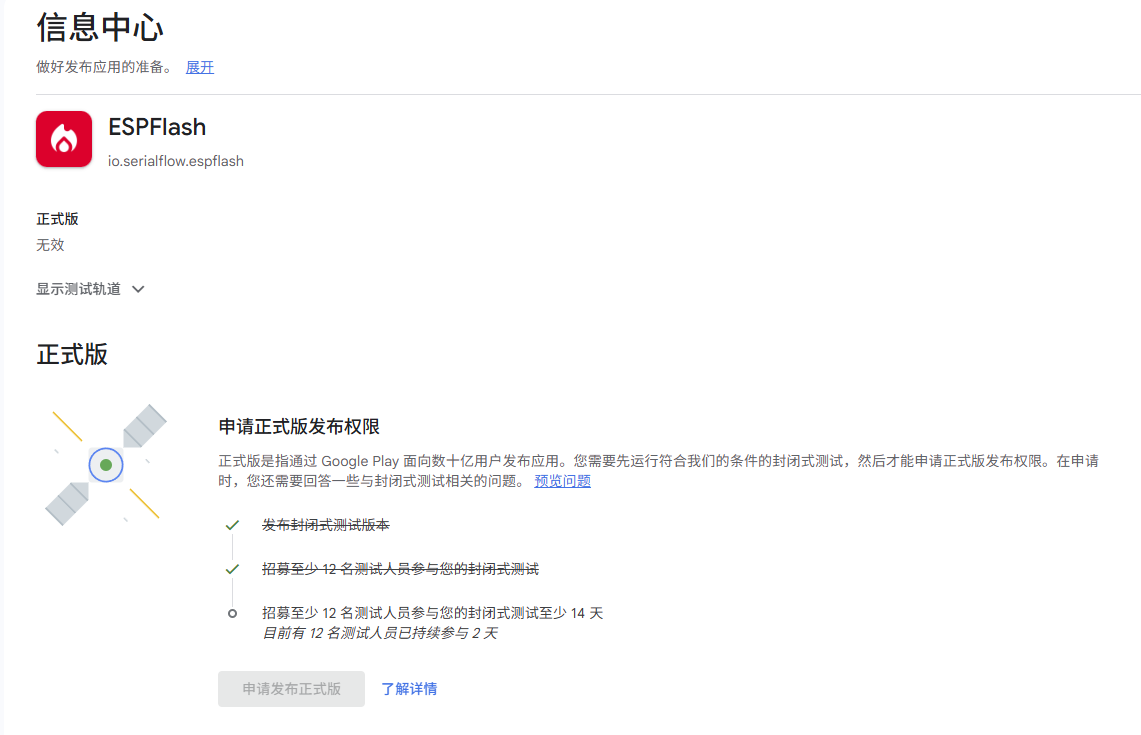 信息中心
做好发布应用的准备。 展开
ESPFlash
io.serialflow.espflash
正式版
无效
显示测试轨道
正式版
申请正式版发布权限
正式版是指通过 Google Play 面向数十亿用户发布应用。您需要先运行符合我们的条件的封闭式测试，然后才能申请正式版发布权限。在申请
时，您还需要回答一些与封闭式测试相关的问题。 预览问题
发布封闭式测试版本
招募至少 12 名测试人员参与您的封闭式测试
招募至少 12 名测试人员参与您的封闭式测试至少 14 天
目前有 12 名测试人员已持续参与 2 天
申请发布正式版 了解详情